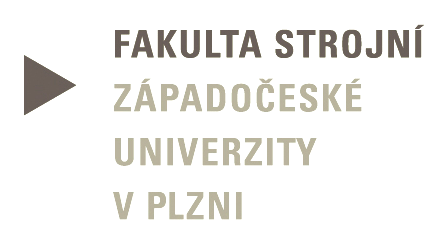 FAKULTA STROJNÍ
ZÁPADOČESKÉ
UNIVERZITY
V PLZNI